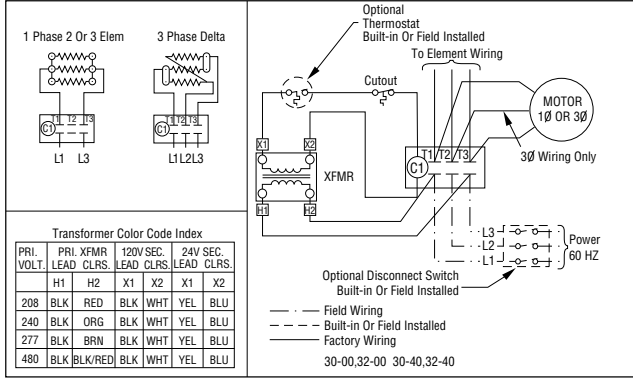 1 Phase 2 Or 3 Elem
3 Phase Delta
T1 T2 T3
C1
L1 L3
T1 T2 T3
C1
L1 L2 L3
Optional
Thermostat
Built-in Or Field Installed
To Element Wiring
Cutout
MOTOR
1Ø OR 3Ø
3Ø Wiring Only
X1
X2
T1 T2 T3
C1
XFMR
H1
H2
L3
L2
L1
Power
60 HZ
Optional Disconnect Switch
Built-in Or Field Installed
Field Wiring
Built-in Or Field Installed
Factory Wiring
30-00,32-00 30-40,32-40
Transformer Color Code Index
PRI. VOLT. PRI. XFMR LEAD CLRS. 120V SEC. LEAD CLRS. 24V SEC. LEAD CLRS.
H1 H2 X1 X2 X1 X2
208 BLK RED BLK WHT YEL BLU
240 BLK ORG BLK WHT YEL BLU
277 BLK BRN BLK WHT YEL BLU
480 BLK BLK/RED BLK WHT YEL BLU